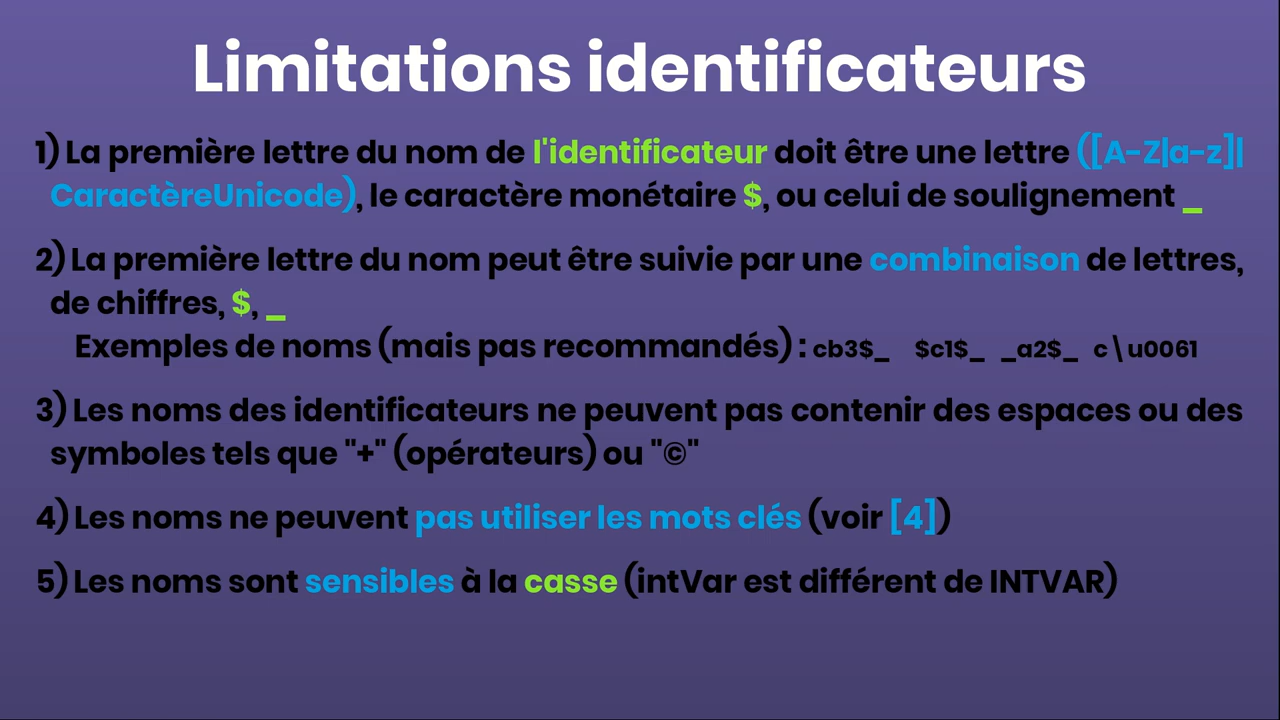 Limitations identificateurs
1) La première lettre du nom de l'identificateur doit être une lettre ([A-Z|a-z]|
CaractèreUnicode), le caractère monétaire $, ou celui de soulignement _
2) La première lettre du nom peut être suivie par une combinaison de lettres,
de chiffres, $, _
Exemples de noms (mais pas recommandés) : cb3$_ $c1$_ _a2$_ c\u0061
3) Les noms des identificateurs ne peuvent pas contenir des espaces ou des
symboles tels que "+" (opérateurs) ou "©"
4) Les noms ne peuvent pas utiliser les mots clés (voir [4])
5) Les noms sont sensibles à la casse (intVar est différent de INTVAR)